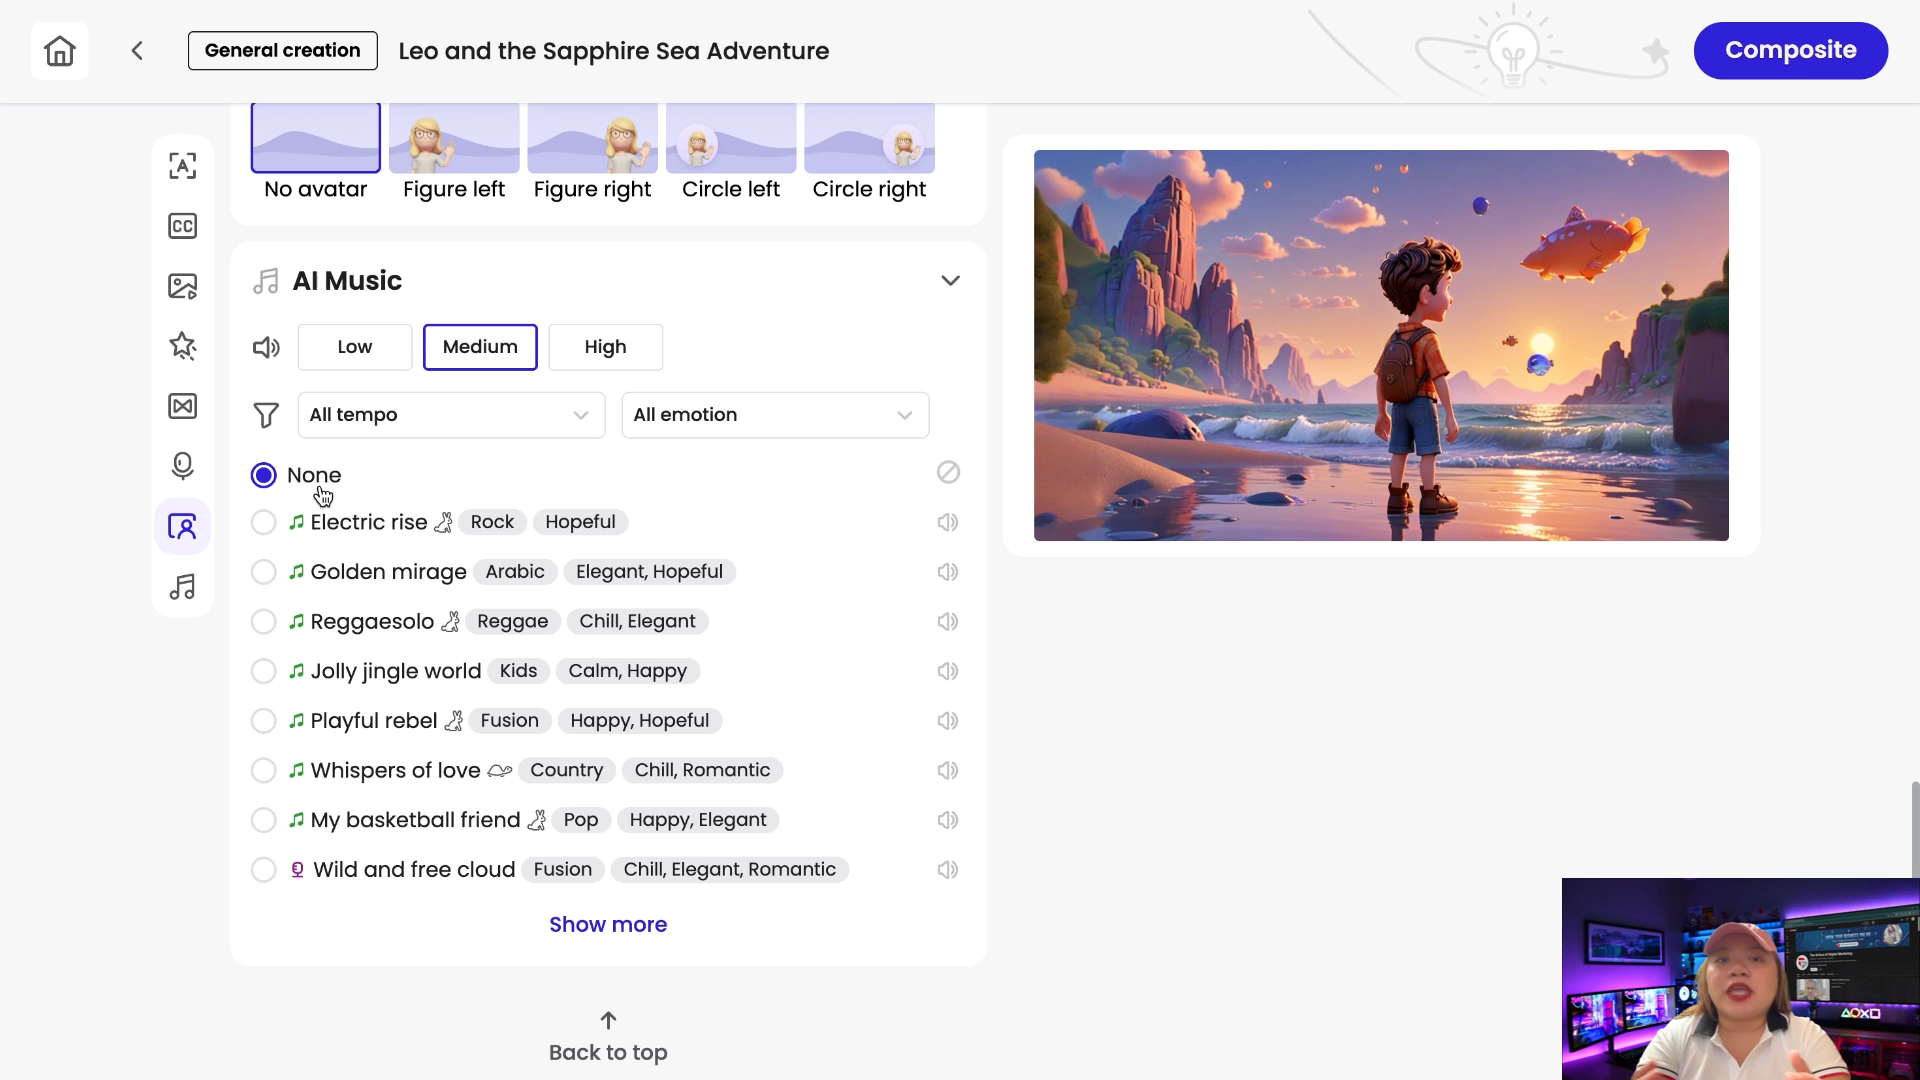 General creation
Leo and the Sapphire Sea Adventure
Composite
No avatar
Figure left
Figure right
Circle left
Circle right
A
CC
AI Music
Low
Medium
High
All tempo
All emotion
None
Electric rise Rock Hopeful
Golden mirage Arabic Elegant, Hopeful
Reggaesolo Reggae Chill, Elegant
Jolly jingle world Kids Calm, Happy
Playful rebel Fusion Happy, Hopeful
Whispers of love Country Chill, Romantic
My basketball friend Pop Happy, Elegant
Wild and free cloud Fusion Chill, Elegant, Romantic
Show more
Back to top